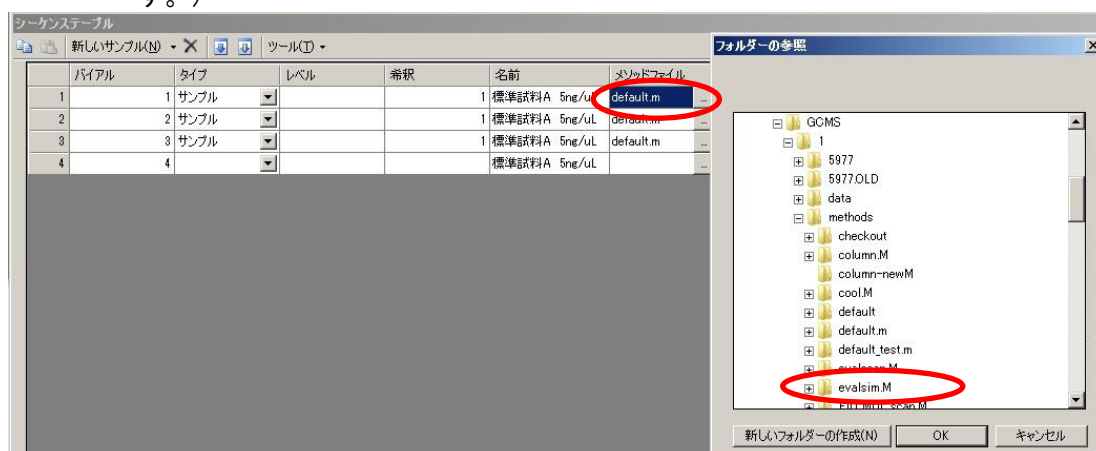 す。)
シーケンステーブル
新しいサンプル(N) ツール(T)
バイアル タイプ レベル 希釈 名前 メソッドファイル
1 1 サンプル 1 標準試料A 5ng/uL default.m ...
2 2 サンプル 1 標準試料A 5ng/uL default.m ...
3 3 サンプル 1 標準試料A 5ng/uL default.m ...
4 4 標準試料A 5ng/uL ...
フォルダーの参照
GCMS
1
5977
5977.OLD
data
methods
checkout
column.M
column-newM
cool.M
default
default.m
default_test.m
evalscan.M
evalsim.M
新しいフォルダーの作成(N) OK キャンセル